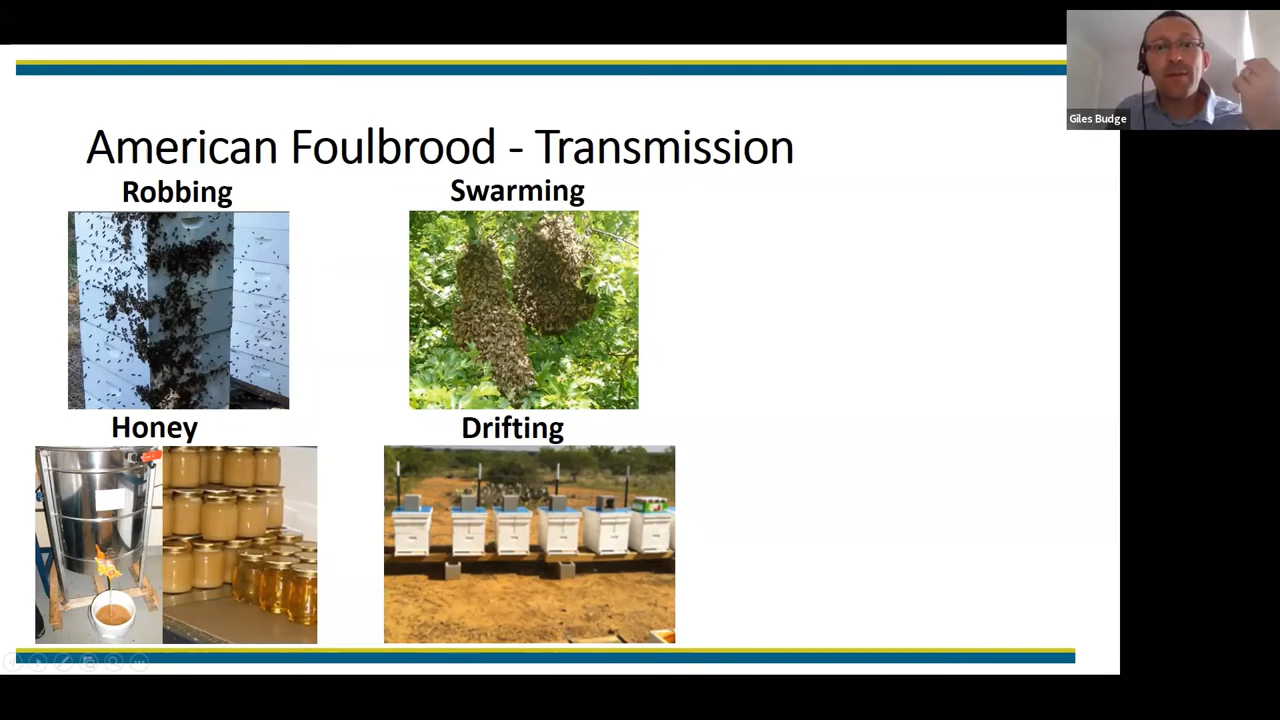 American Foulbrood - Transmission
Robbing
Swarming
Honey
Drifting
Giles Budge